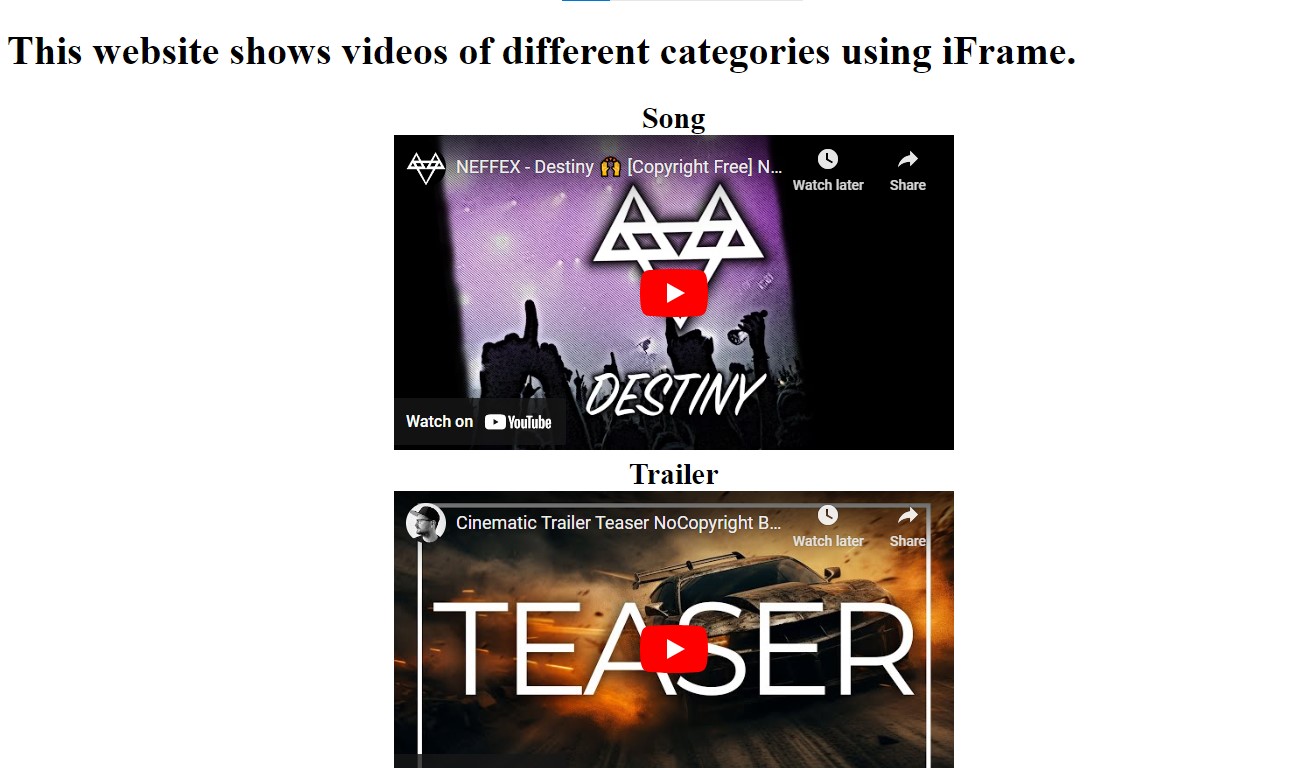 This website shows videos of different categories using iFrame.
Song
NEFFEX - Destiny 🙌 [Copyright Free] N...
Watch later
Share
DESTINY
Watch on YouTube
Trailer
Cinematic Trailer Teaser NoCopyright B...
Watch later
Share
TEASER